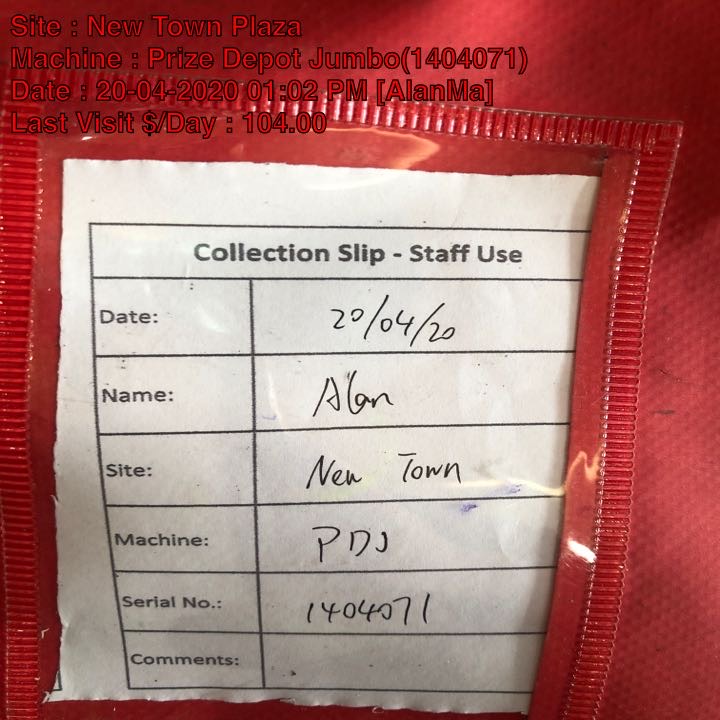 Site : New Town Plaza
Machine : Prize Depot Jumbo(1404071)
Date : 20-04-2020 01:02 PM [AlanMa]
Last Visit $/Day : 104.00
Collection Slip - Staff Use
Date: 20/04/20
Name: Alan
Site: New Town
Machine: PDJ
Serial No.: 1404071
Comments: